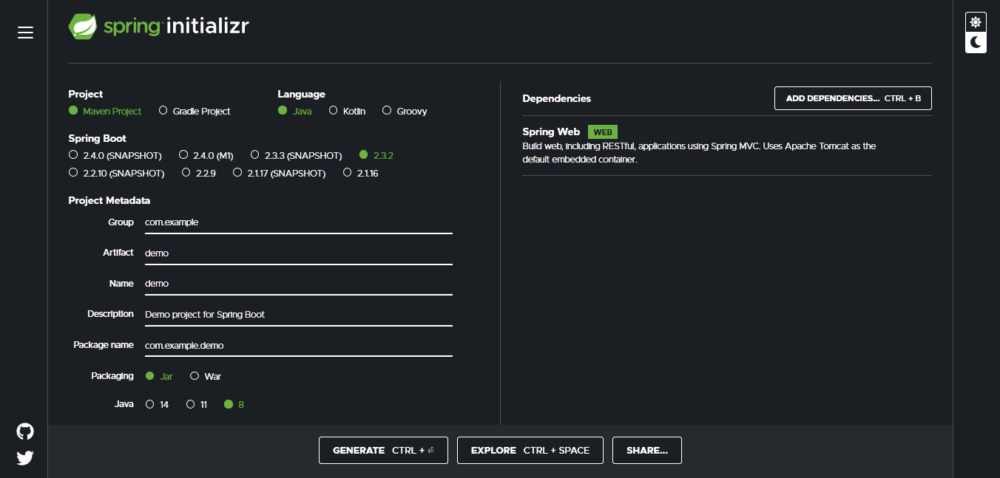 spring initializr
Project
Maven Project Gradle Project
Language
Java Kotlin Groovy
Spring Boot
2.4.0 (SNAPSHOT) 2.4.0 (M1) 2.3.3 (SNAPSHOT) 2.3.2
2.2.10 (SNAPSHOT) 2.2.9 2.1.17 (SNAPSHOT) 2.1.16
Project Metadata
Group com.example
Artifact demo
Name demo
Description Demo project for Spring Boot
Package name com.example.demo
Packaging Jar War
Java 14 11 8
Dependencies
ADD DEPENDENCIES... CTRL + B
Spring Web WEB
Build web, including RESTful, applications using Spring MVC. Uses Apache Tomcat as the
default embedded container.
GENERATE CTRL + ⏎
EXPLORE CTRL + SPACE
SHARE...